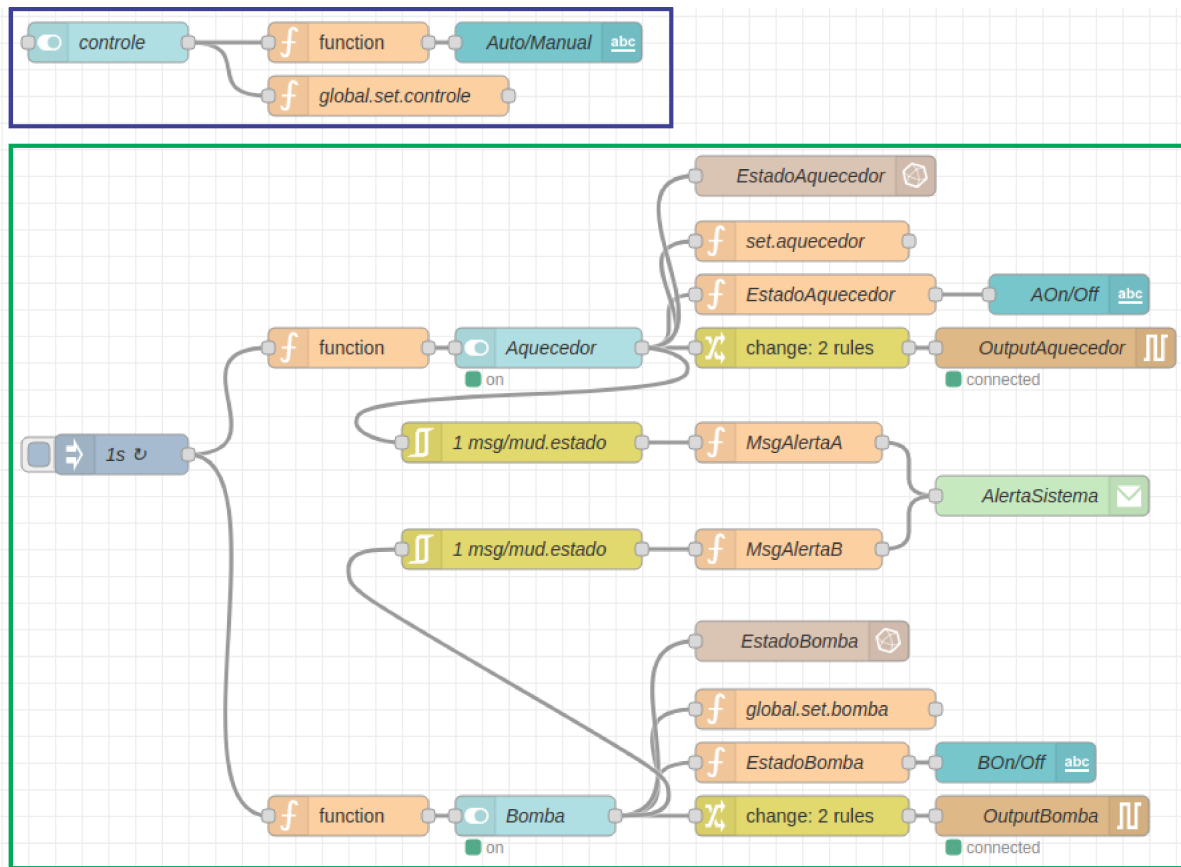 controle
function
Auto/Manual
abc
global.set.controle
EstadoAquecedor
set.aquecedor
EstadoAquecedor
AOn/Off
abc
function
Aquecedor
change: 2 rules
OutputAquecedor
on
connected
1s ↻
1 msg/mud.estado
MsgAlertaA
AlertaSistema
1 msg/mud.estado
MsgAlertaB
EstadoBomba
global.set.bomba
EstadoBomba
BOn/Off
abc
function
Bomba
change: 2 rules
OutputBomba
on
connected